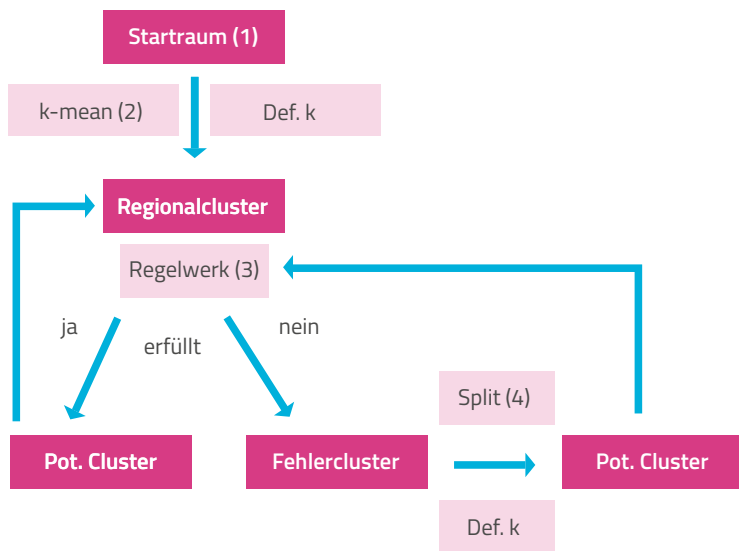 Startraum (1)
k-mean (2)
Def. k
Regionalcluster
Regelwerk (3)
ja
erfüllt
nein
Split (4)
Pot. Cluster
Fehlercluster
Pot. Cluster
Def. k